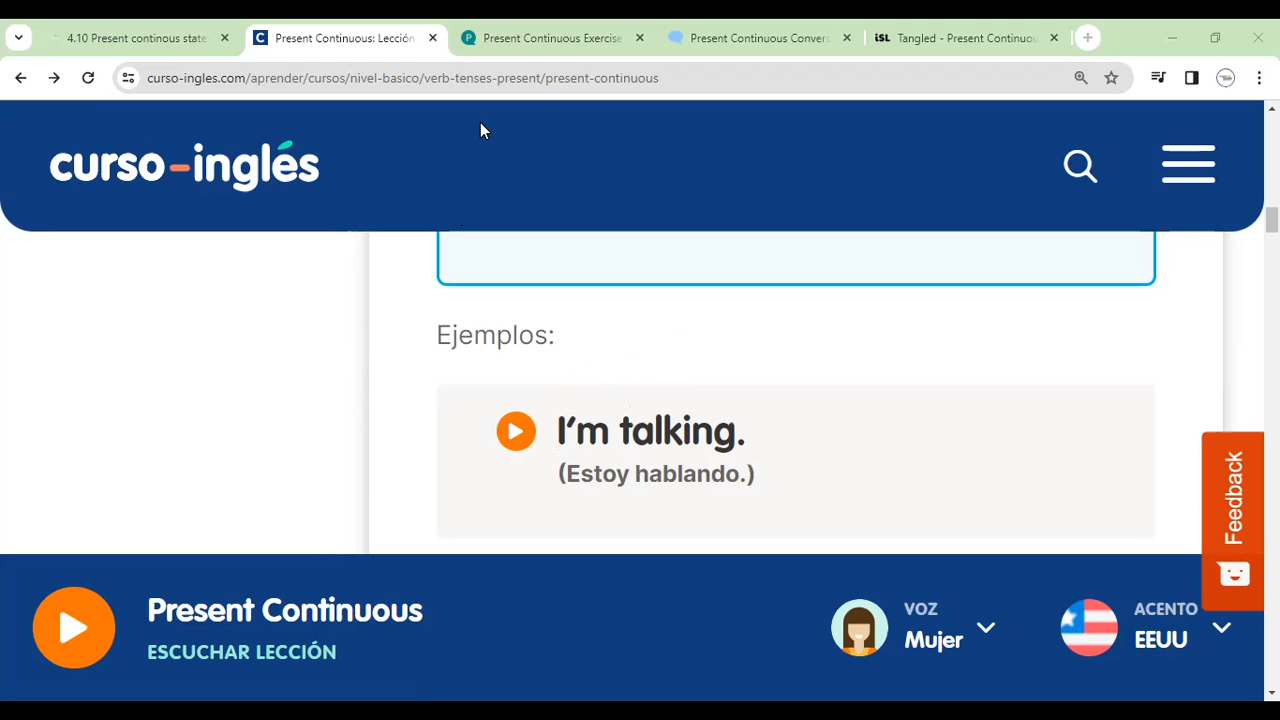 4.10 Present continous state
Present Continuous: Lección
Present Continuous Exercise
Present Continuous Convers
iSL Tangled - Present Continuou
curso-ingles.com/aprender/cursos/nivel-basico/verb-tenses-present/present-continuous
curso-inglés
Ejemplos:
I'm talking.
(Estoy hablando.)
Feedback
Present Continuous
ESCUCHAR LECCIÓN
VOZ
Mujer
ACENTO
EEUU